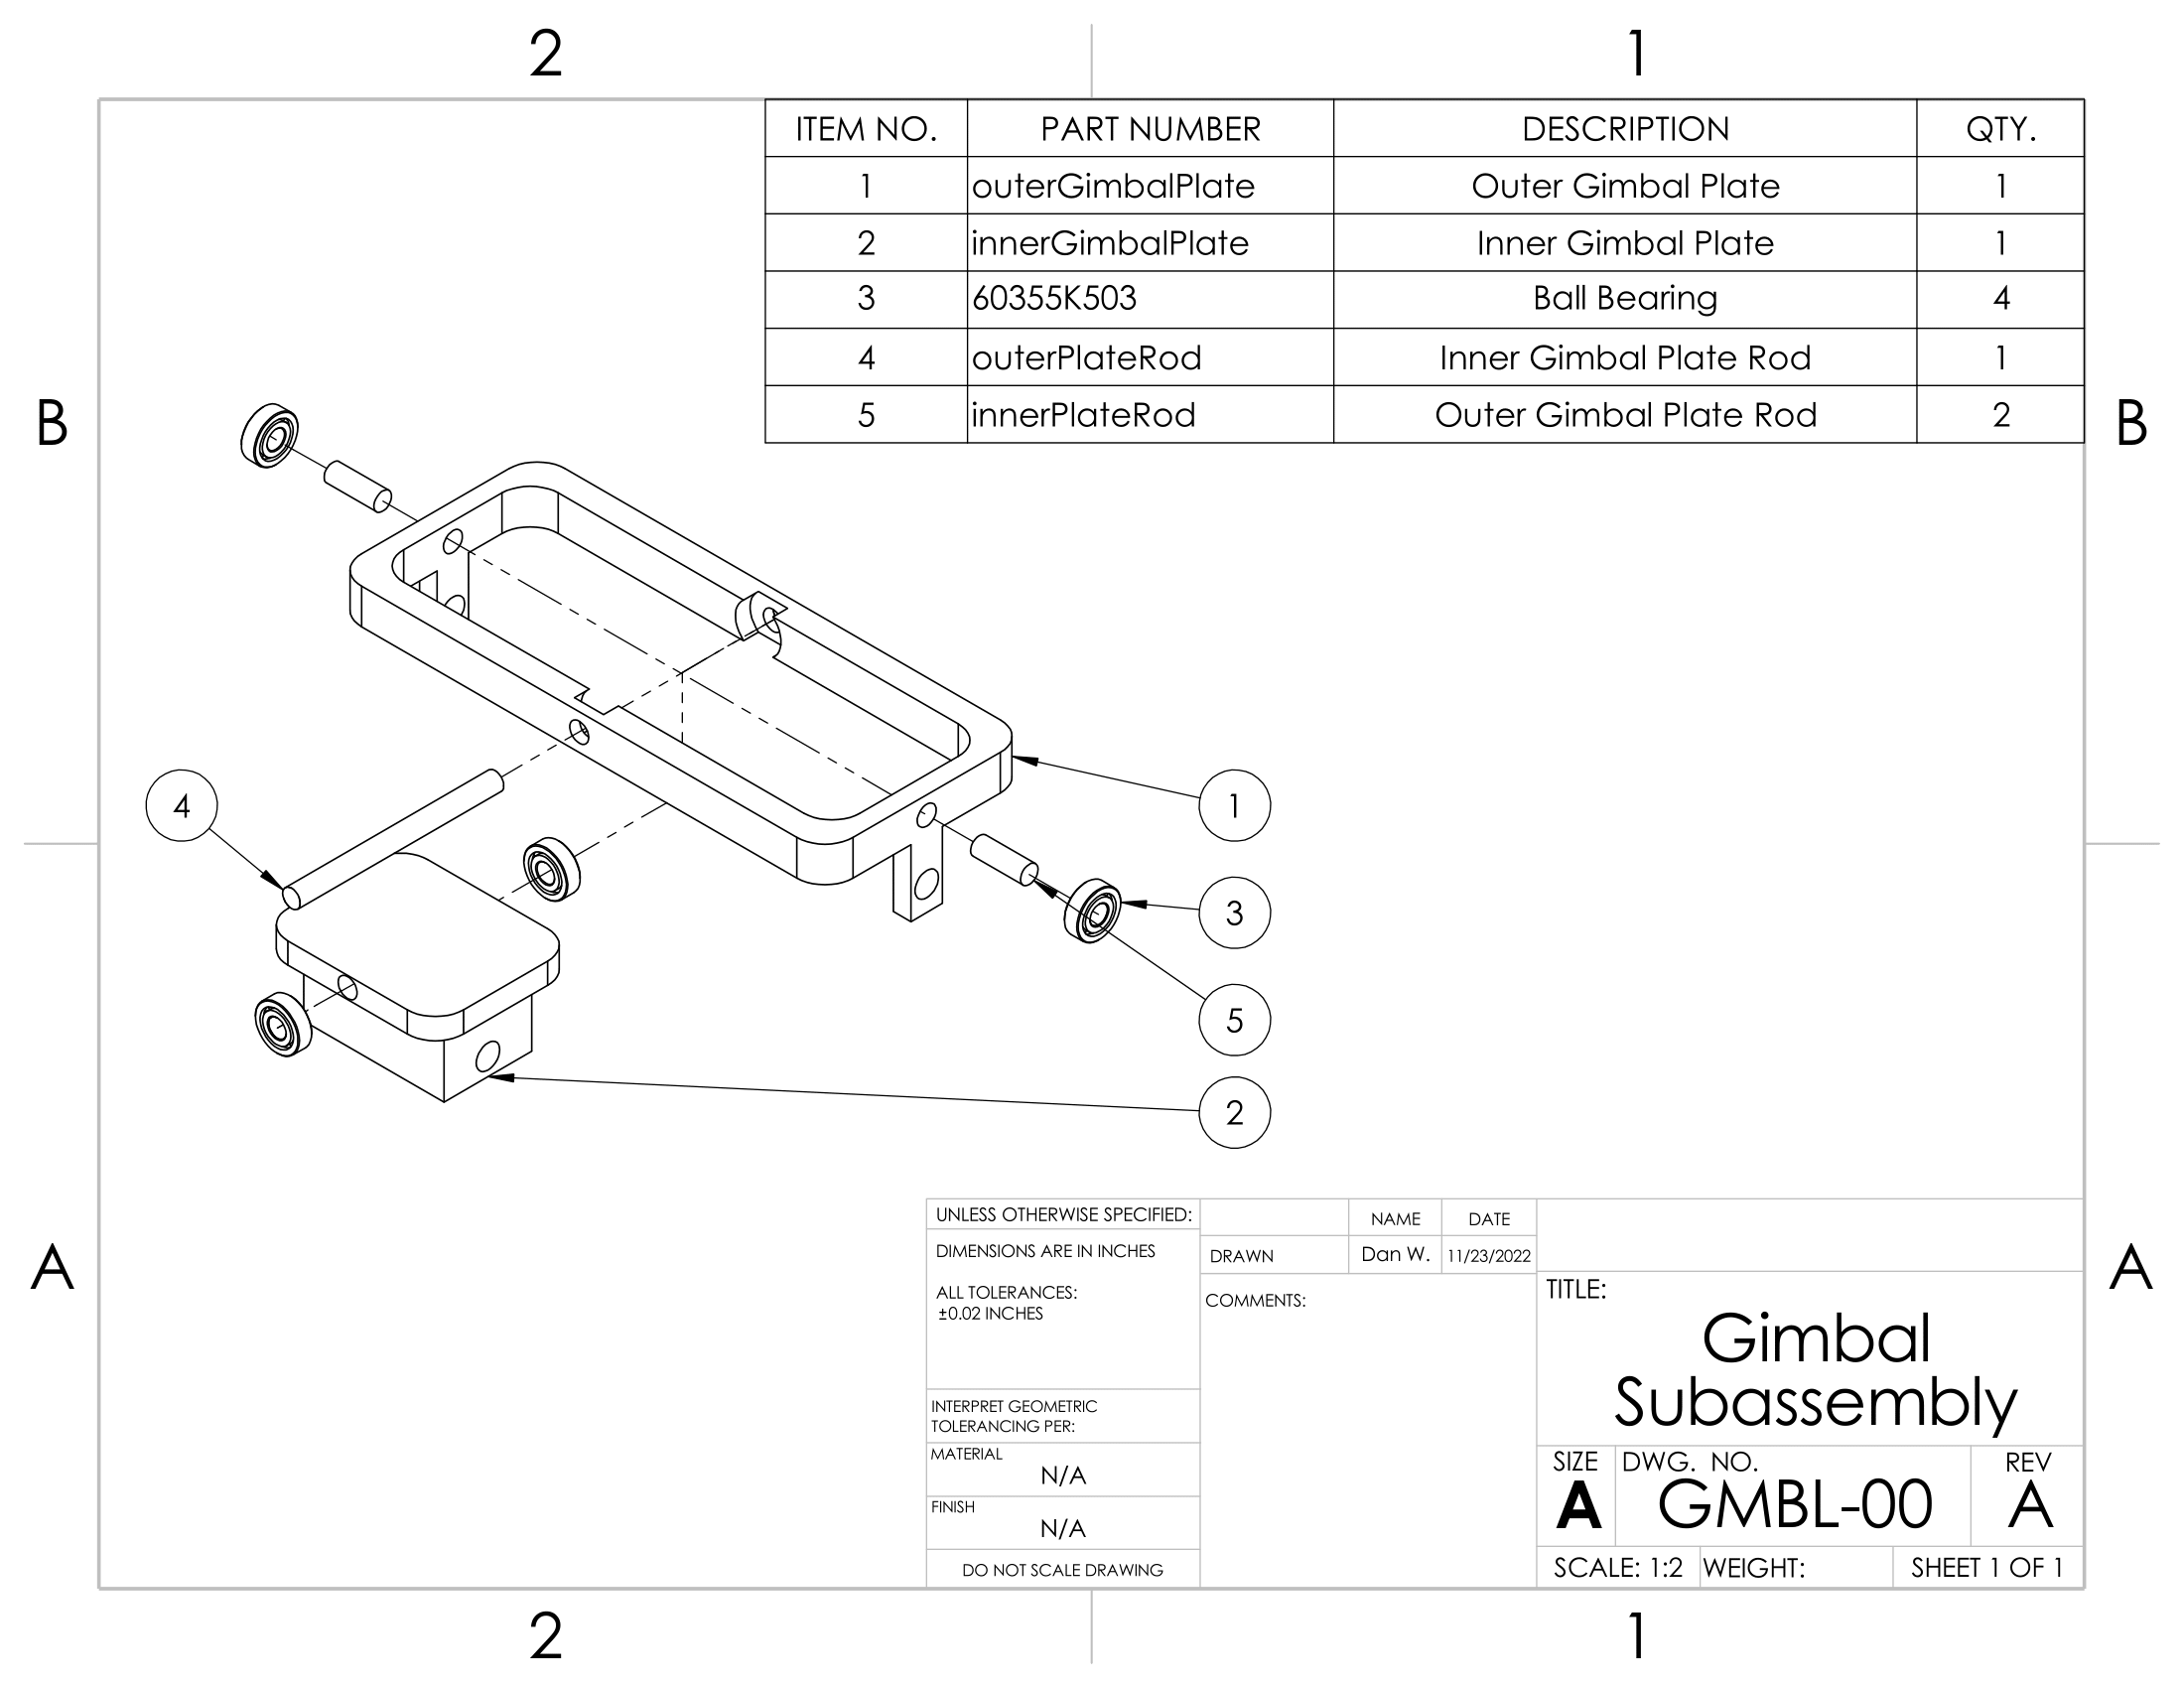 2 1
ITEM NO. PART NUMBER DESCRIPTION QTY.
1 outerGimbalPlate Outer Gimbal Plate 1
2 innerGimbalPlate Inner Gimbal Plate 1
3 60355K503 Ball Bearing 4
4 outerPlateRod Inner Gimbal Plate Rod 1
5 innerPlateRod Outer Gimbal Plate Rod 2
B B
4
1
3
5
2
A A
UNLESS OTHERWISE SPECIFIED:
DIMENSIONS ARE IN INCHES
ALL TOLERANCES:
±0.02 INCHES
INTERPRET GEOMETRIC
TOLERANCING PER:
MATERIAL
N/A
FINISH
N/A
DO NOT SCALE DRAWING
NAME DATE
DRAWN Dan W. 11/23/2022
COMMENTS:
TITLE:
Gimbal
Subassembly
SIZE DWG. NO. REV
A GMBL-00 A
SCALE: 1:2 WEIGHT: SHEET 1 OF 1
2 1